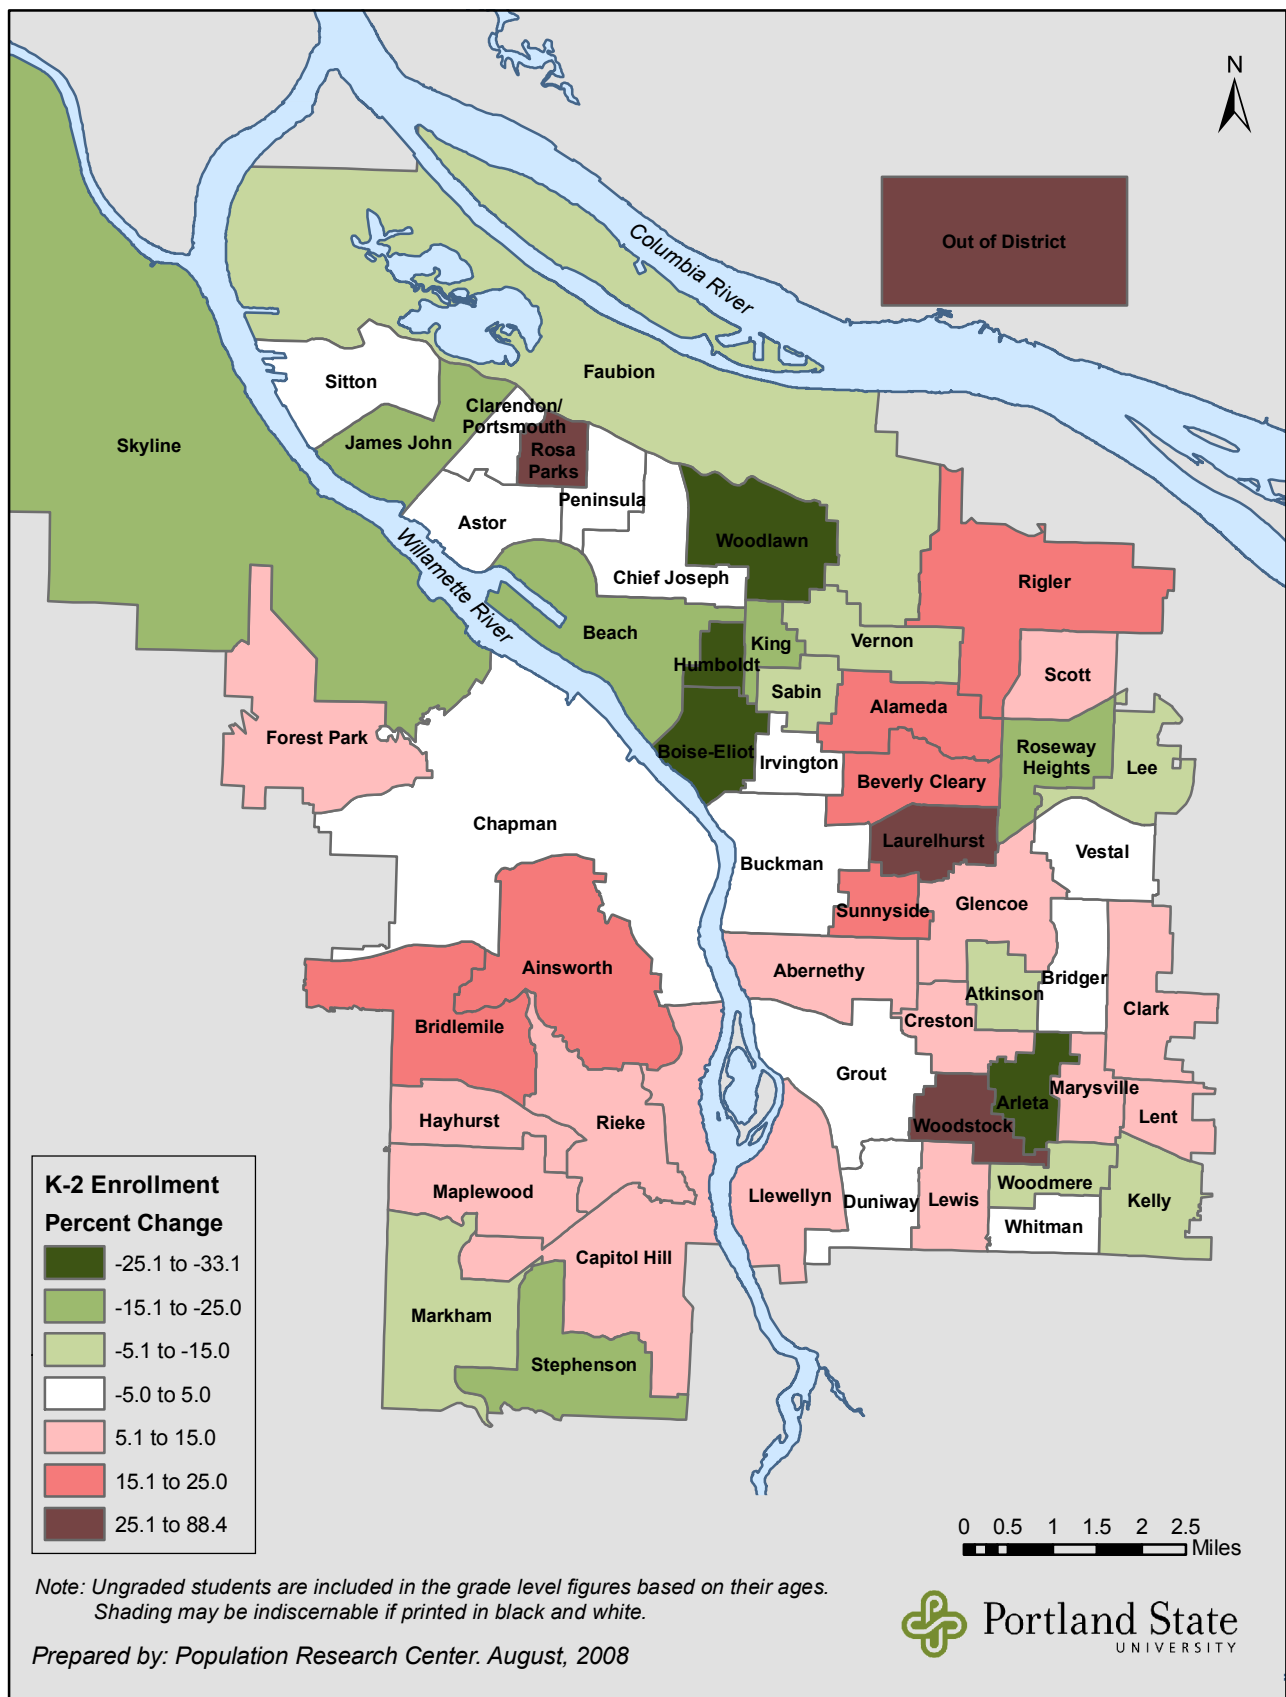 N
Out of District
Columbia River
Faubion
Sitton
Clarendon/
Portsmouth
Skyline
James John
Rosa
Parks
Peninsula
Astor
Woodlawn
Willamette River
Chief Joseph
Rigler
Beach
King
Vernon
Humboldt
Scott
Sabin
Alameda
Forest Park
Boise-Eliot
Irvington
Roseway
Heights
Lee
Beverly Cleary
Chapman
Laurelhurst
Buckman
Vestal
Sunnyside
Glencoe
Ainsworth
Abernethy
Bridger
Atkinson
Clark
Creston
Bridlemile
Grout
Marysville
Arleta
Hayhurst
Rieke
Woodstock
Lent
Maplewood
Llewellyn
Duniway
Lewis
Woodmere
Kelly
Whitman
Capitol Hill
Markham
Stephenson
K-2 Enrollment
Percent Change
-25.1 to -33.1
-15.1 to -25.0
-5.1 to -15.0
-5.0 to 5.0
5.1 to 15.0
15.1 to 25.0
25.1 to 88.4
0 0.5 1 1.5 2 2.5
Miles
Note: Ungraded students are included in the grade level figures based on their ages.
Shading may be indiscernable if printed in black and white.
Prepared by: Population Research Center. August, 2008
Portland State
UNIVERSITY